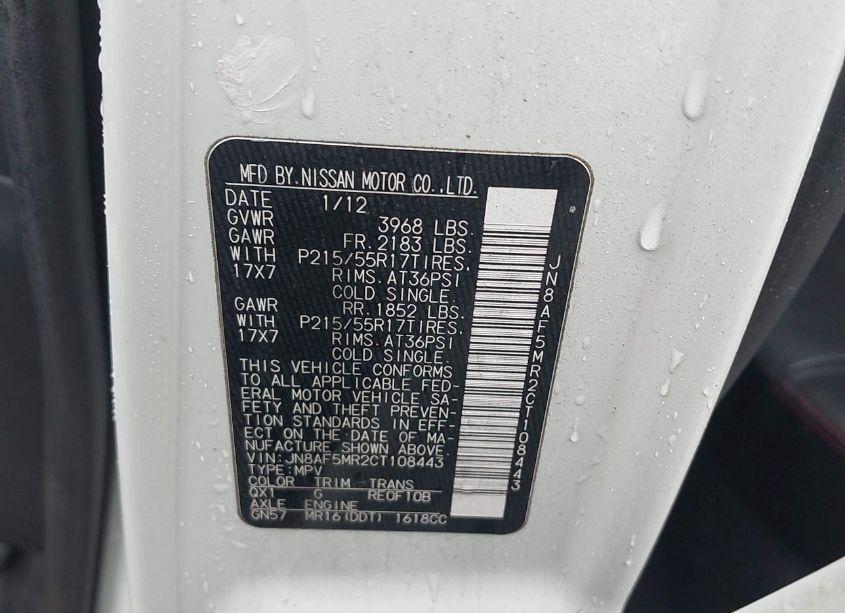 MFD BY. NISSAN MOTOR CO., LTD.
DATE 1/12
GVWR 3968 LBS.
GAWR FR. 2183 LBS.
WITH P215/55R17TIRES,
17X7 RIMS. AT36PSI
COLD SINGLE.
GAWR RR. 1852 LBS.
WITH P215/55R17TIRES,
17X7 RIMS. AT36PSI
COLD SINGLE.
THIS VEHICLE CONFORMS
TO ALL APPLICABLE FED-
ERAL MOTOR VEHICLE SA-
FETY AND THEFT PREVEN-
TION STANDARDS IN EFF-
ECT ON THE DATE OF MA-
NUFACTURE SHOWN ABOVE.
VIN:JN8AF5MR2CT108443
TYPE:MPV
COLOR TRIM TRANS
QX1 G RE0F10B
AXLE ENGINE
GN57 MR16(DDT) 1618CC
JN8AF5MR2CT108443